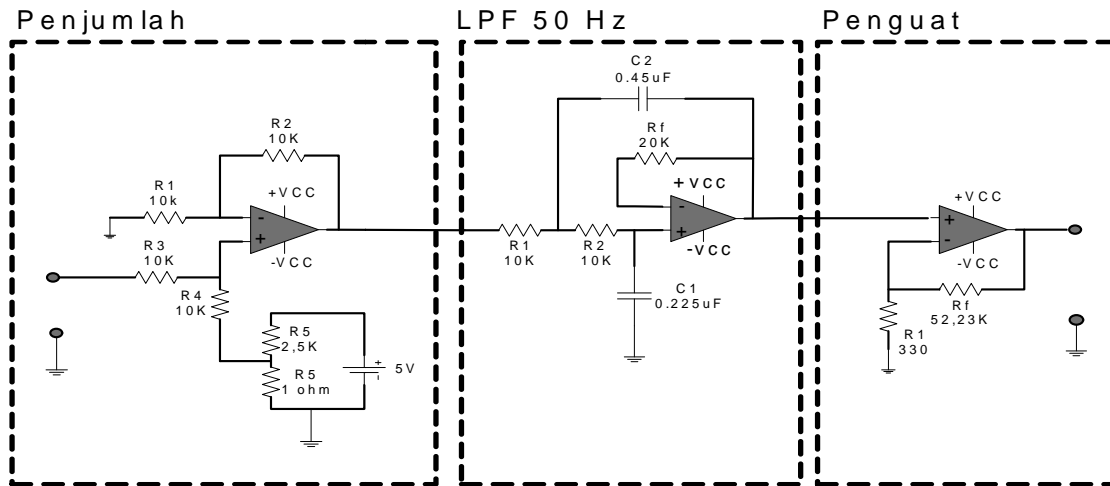 Penjumlah
R2
10K
R1
10k
+VCC
-
+
-VCC
R3
10K
R4
10K
R5
2,5K
R5
1 ohm
+
-
5V
LPF 50 Hz
C2
0.45uF
Rf
20K
+VCC
-
+
-VCC
R1
10K
R2
10K
C1
0.225uF
Penguat
+VCC
+
-
-VCC
Rf
52,23K
R1
330